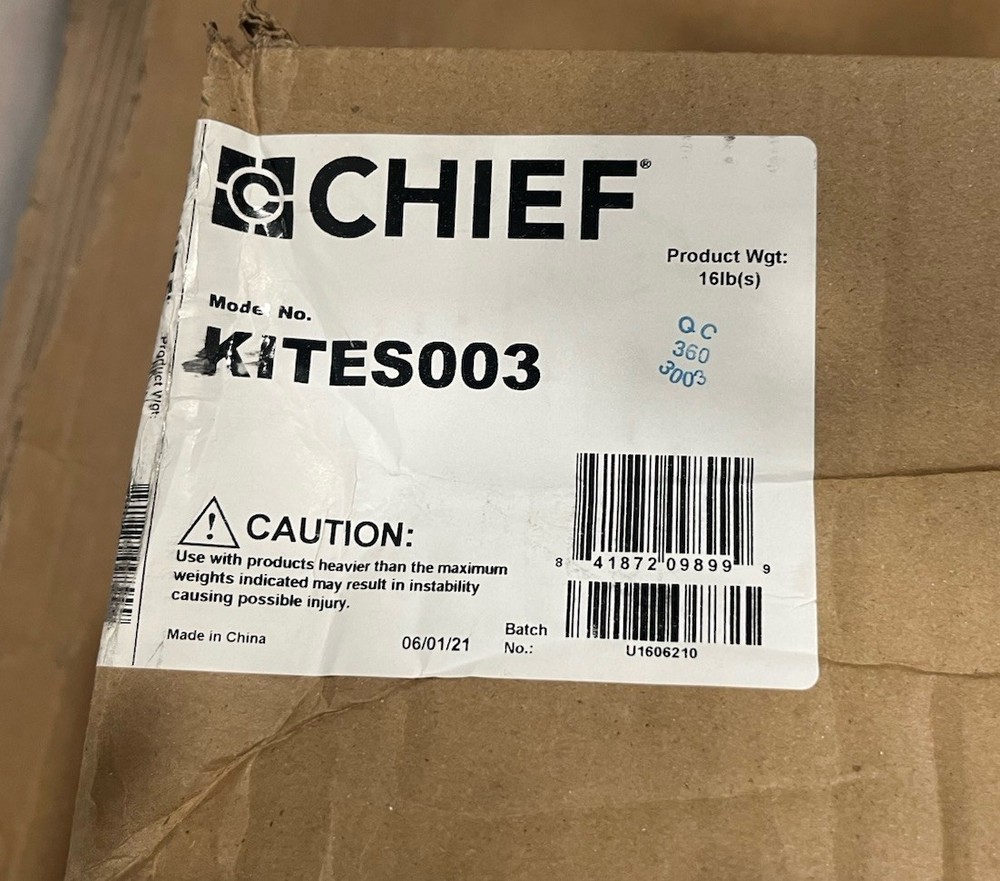 CHIEF®
Product Wgt:
16lb(s)
Model No.
KITES003
QC
360
3003
Product Wgt:
CAUTION:
Use with products heavier than the maximum
weights indicated may result in instability
causing possible injury.
8 41872 09899 9
Made in China
06/01/21
Batch
No.:
U1606210